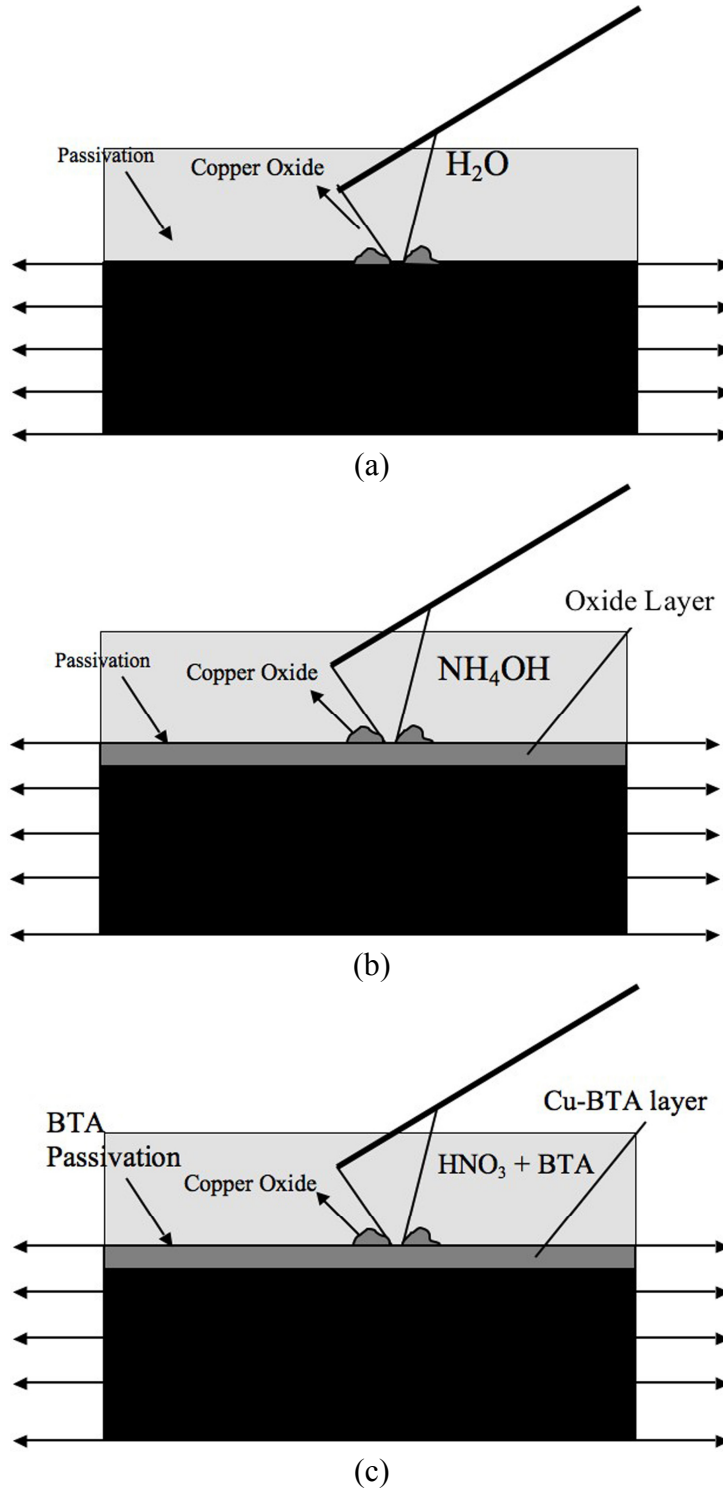 Passivation
Copper Oxide
H₂O
(a)
Oxide Layer
Passivation
Copper Oxide
NH₄OH
(b)
Cu-BTA layer
BTA
Passivation
Copper Oxide
HNO₃ + BTA
(c)